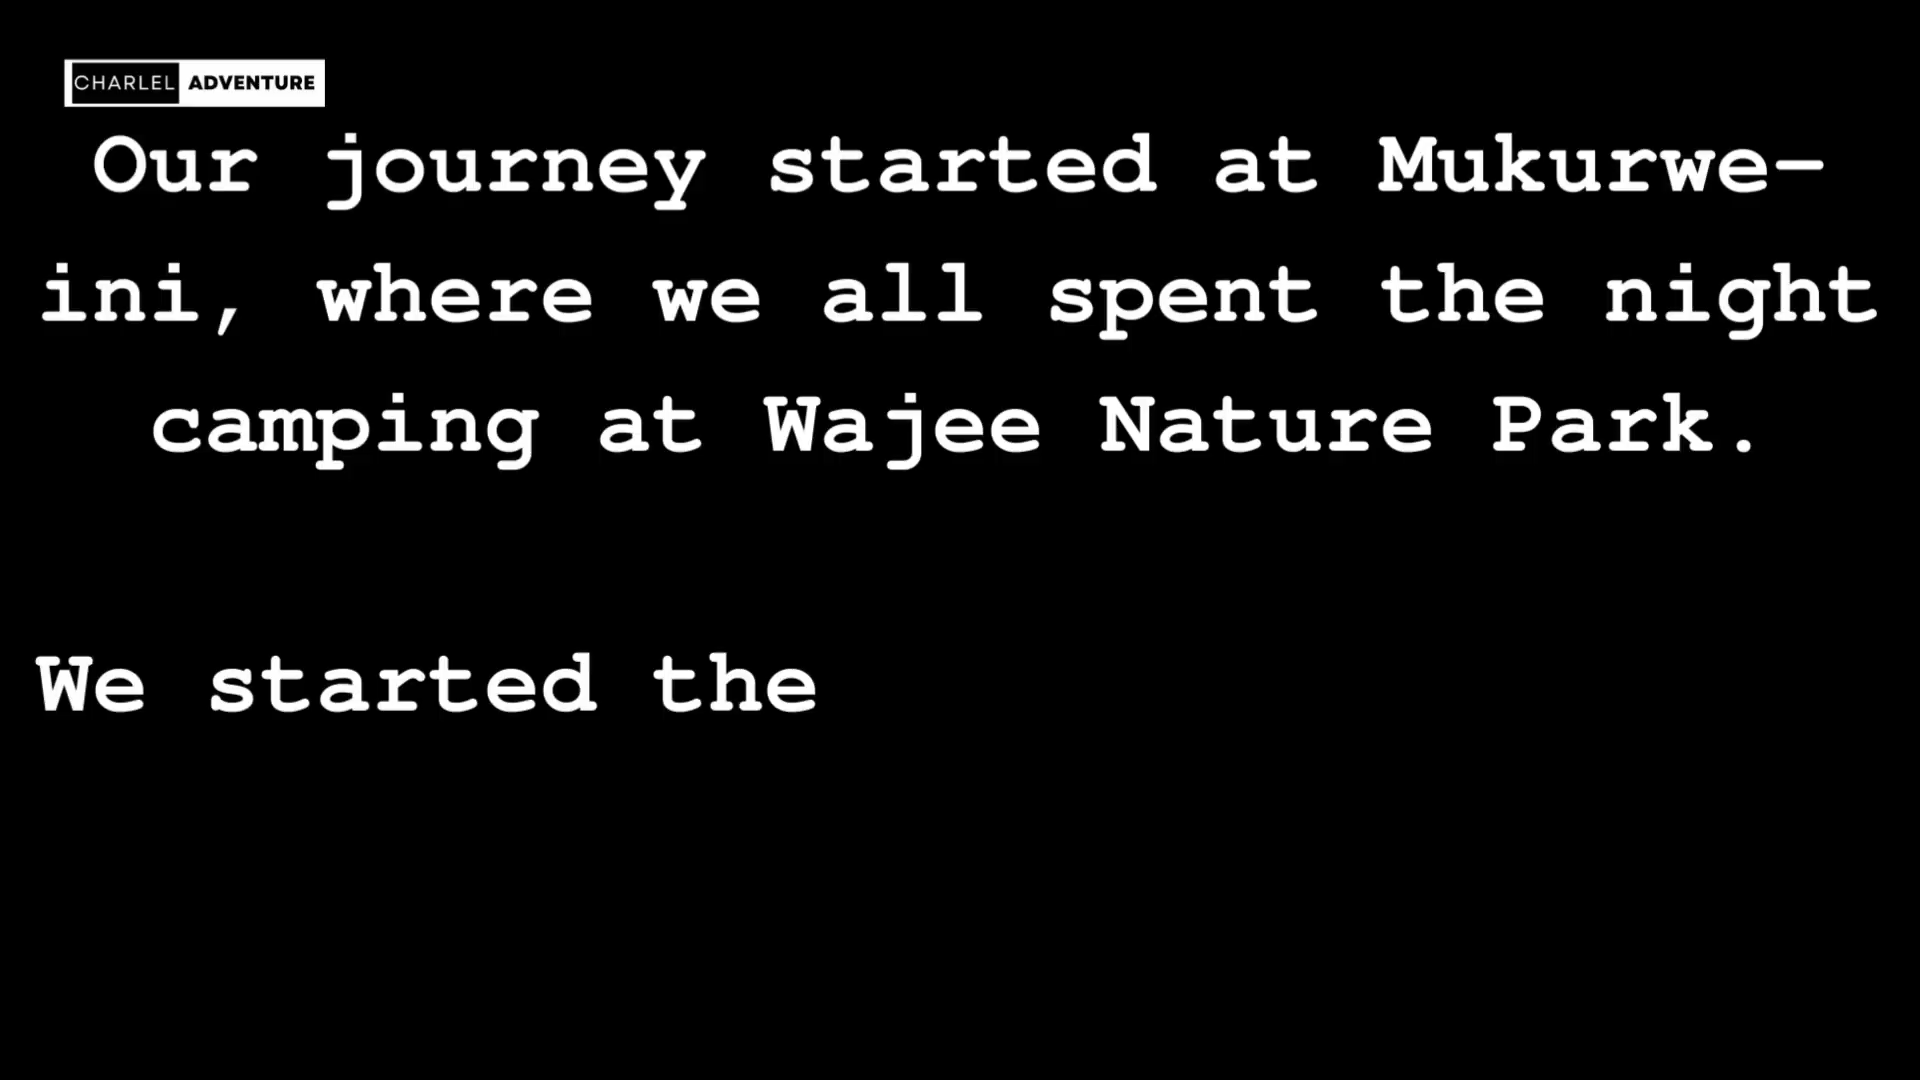 CHARLEL ADVENTURE
Our journey started at Mukurwe-
ini, where we all spent the night
camping at Wajee Nature Park.
We started the